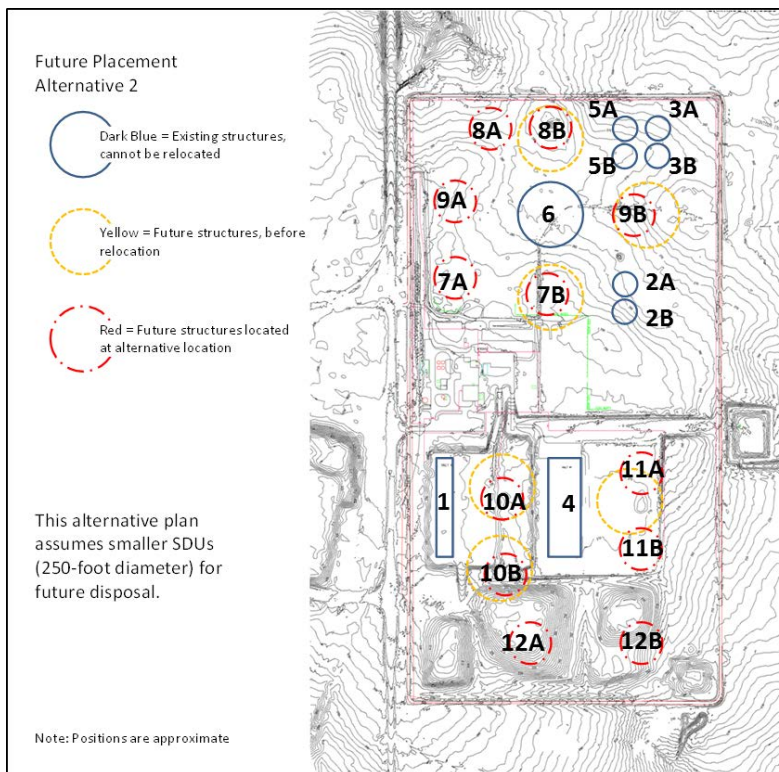 Future Placement
Alternative 2
Dark Blue = Existing structures,
cannot be relocated
Yellow = Future structures, before
relocation
Red = Future structures located
at alternative location
This alternative plan
assumes smaller SDUs
(250-foot diameter) for
future disposal.
Note: Positions are approximate
5A 3A
8A 8B
5B 3B
9A 6 9B
7A 7B 2A
2B
11A
1 10A 4
11B
10B
12A 12B